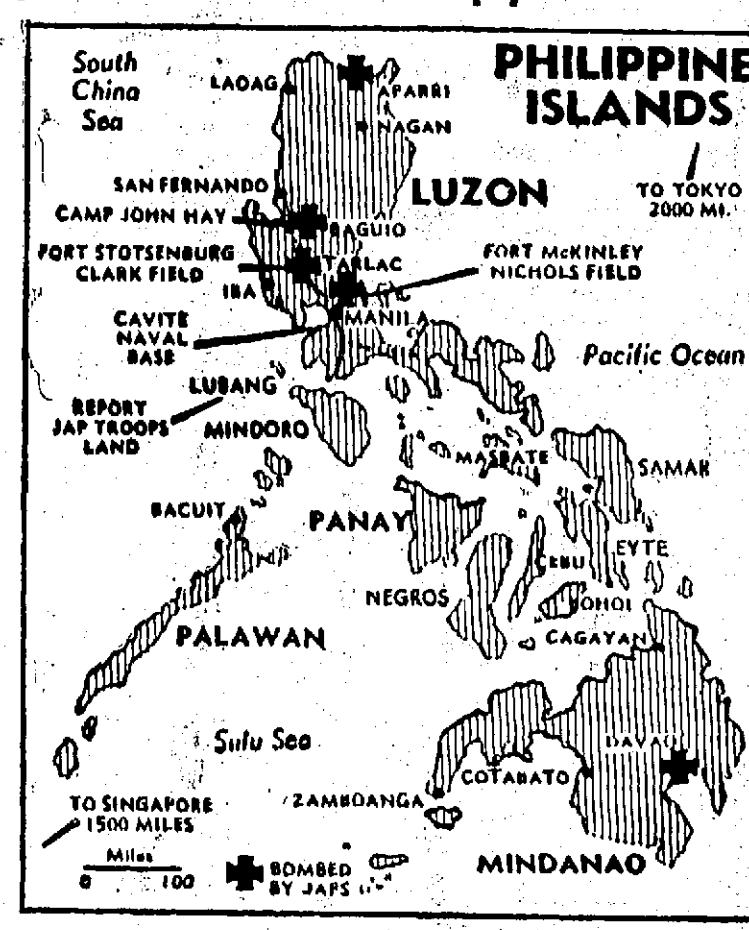 PHILIPPINE
ISLANDS
South
China
Sea
LAOAG
APARRI
NAGAN
LUZON
TO TOKYO
2000 MI.
SAN FERNANDO
CAMP JOHN HAY
BAGUIO
FORT STOTSENBURG
CLARK FIELD
TARLAC
FORT McKINLEY
NICHOLS FIELD
IBA
MANILA
CAVITE
NAVAL
BASE
Pacific Ocean
LUBANG
REPORT
JAP TROOPS
LAND
MINDORO
MASBATE
SAMAR
BACUIT
PANAY
CEBU
LEYTE
NEGROS
BOHOL
PALAWAN
CAGAYAN
Sulu Sea
DAVAO
COTABATO
ZAMBOANGA
TO SINGAPORE
1500 MILES
Miles
0 100
BOMBED
BY JAPS
MINDANAO